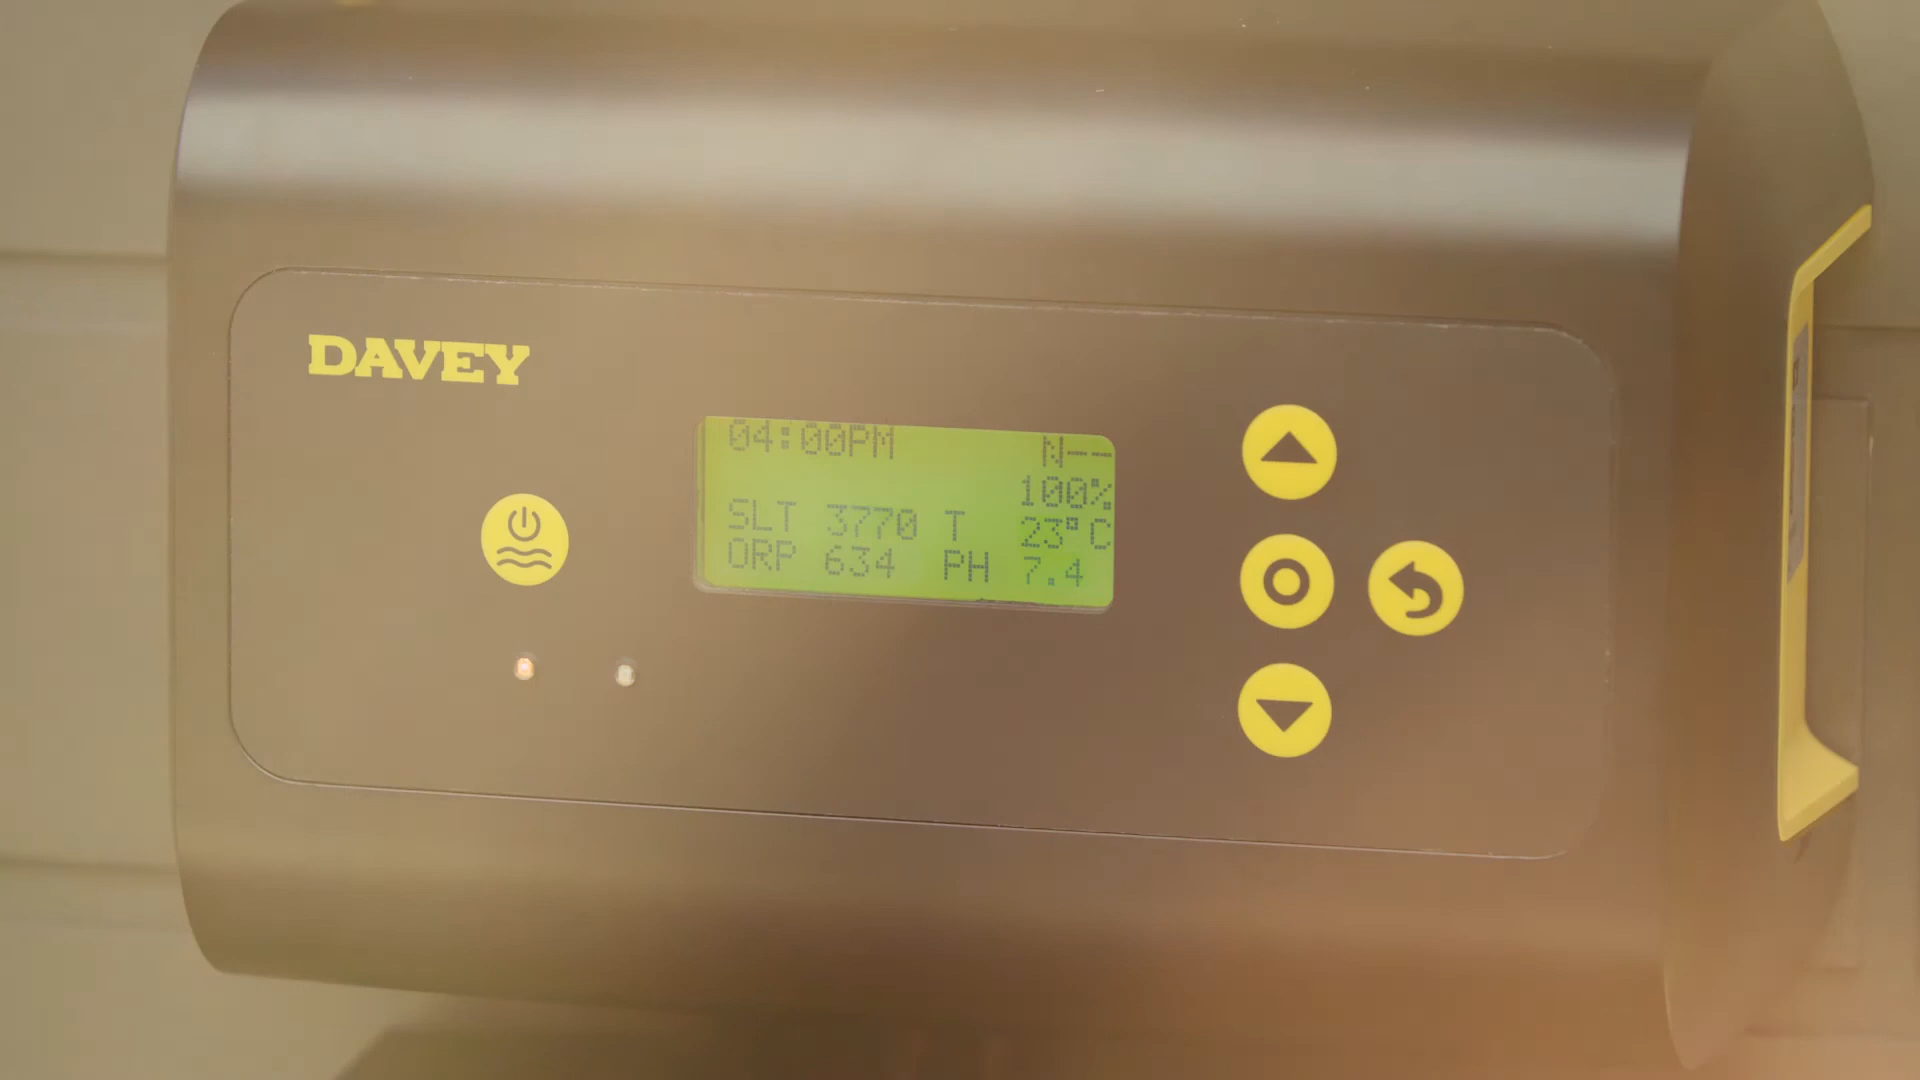 DAVEY
04:00PM N----
100%
SLT 3770 T 23°C
ORP 634 PH 7.4